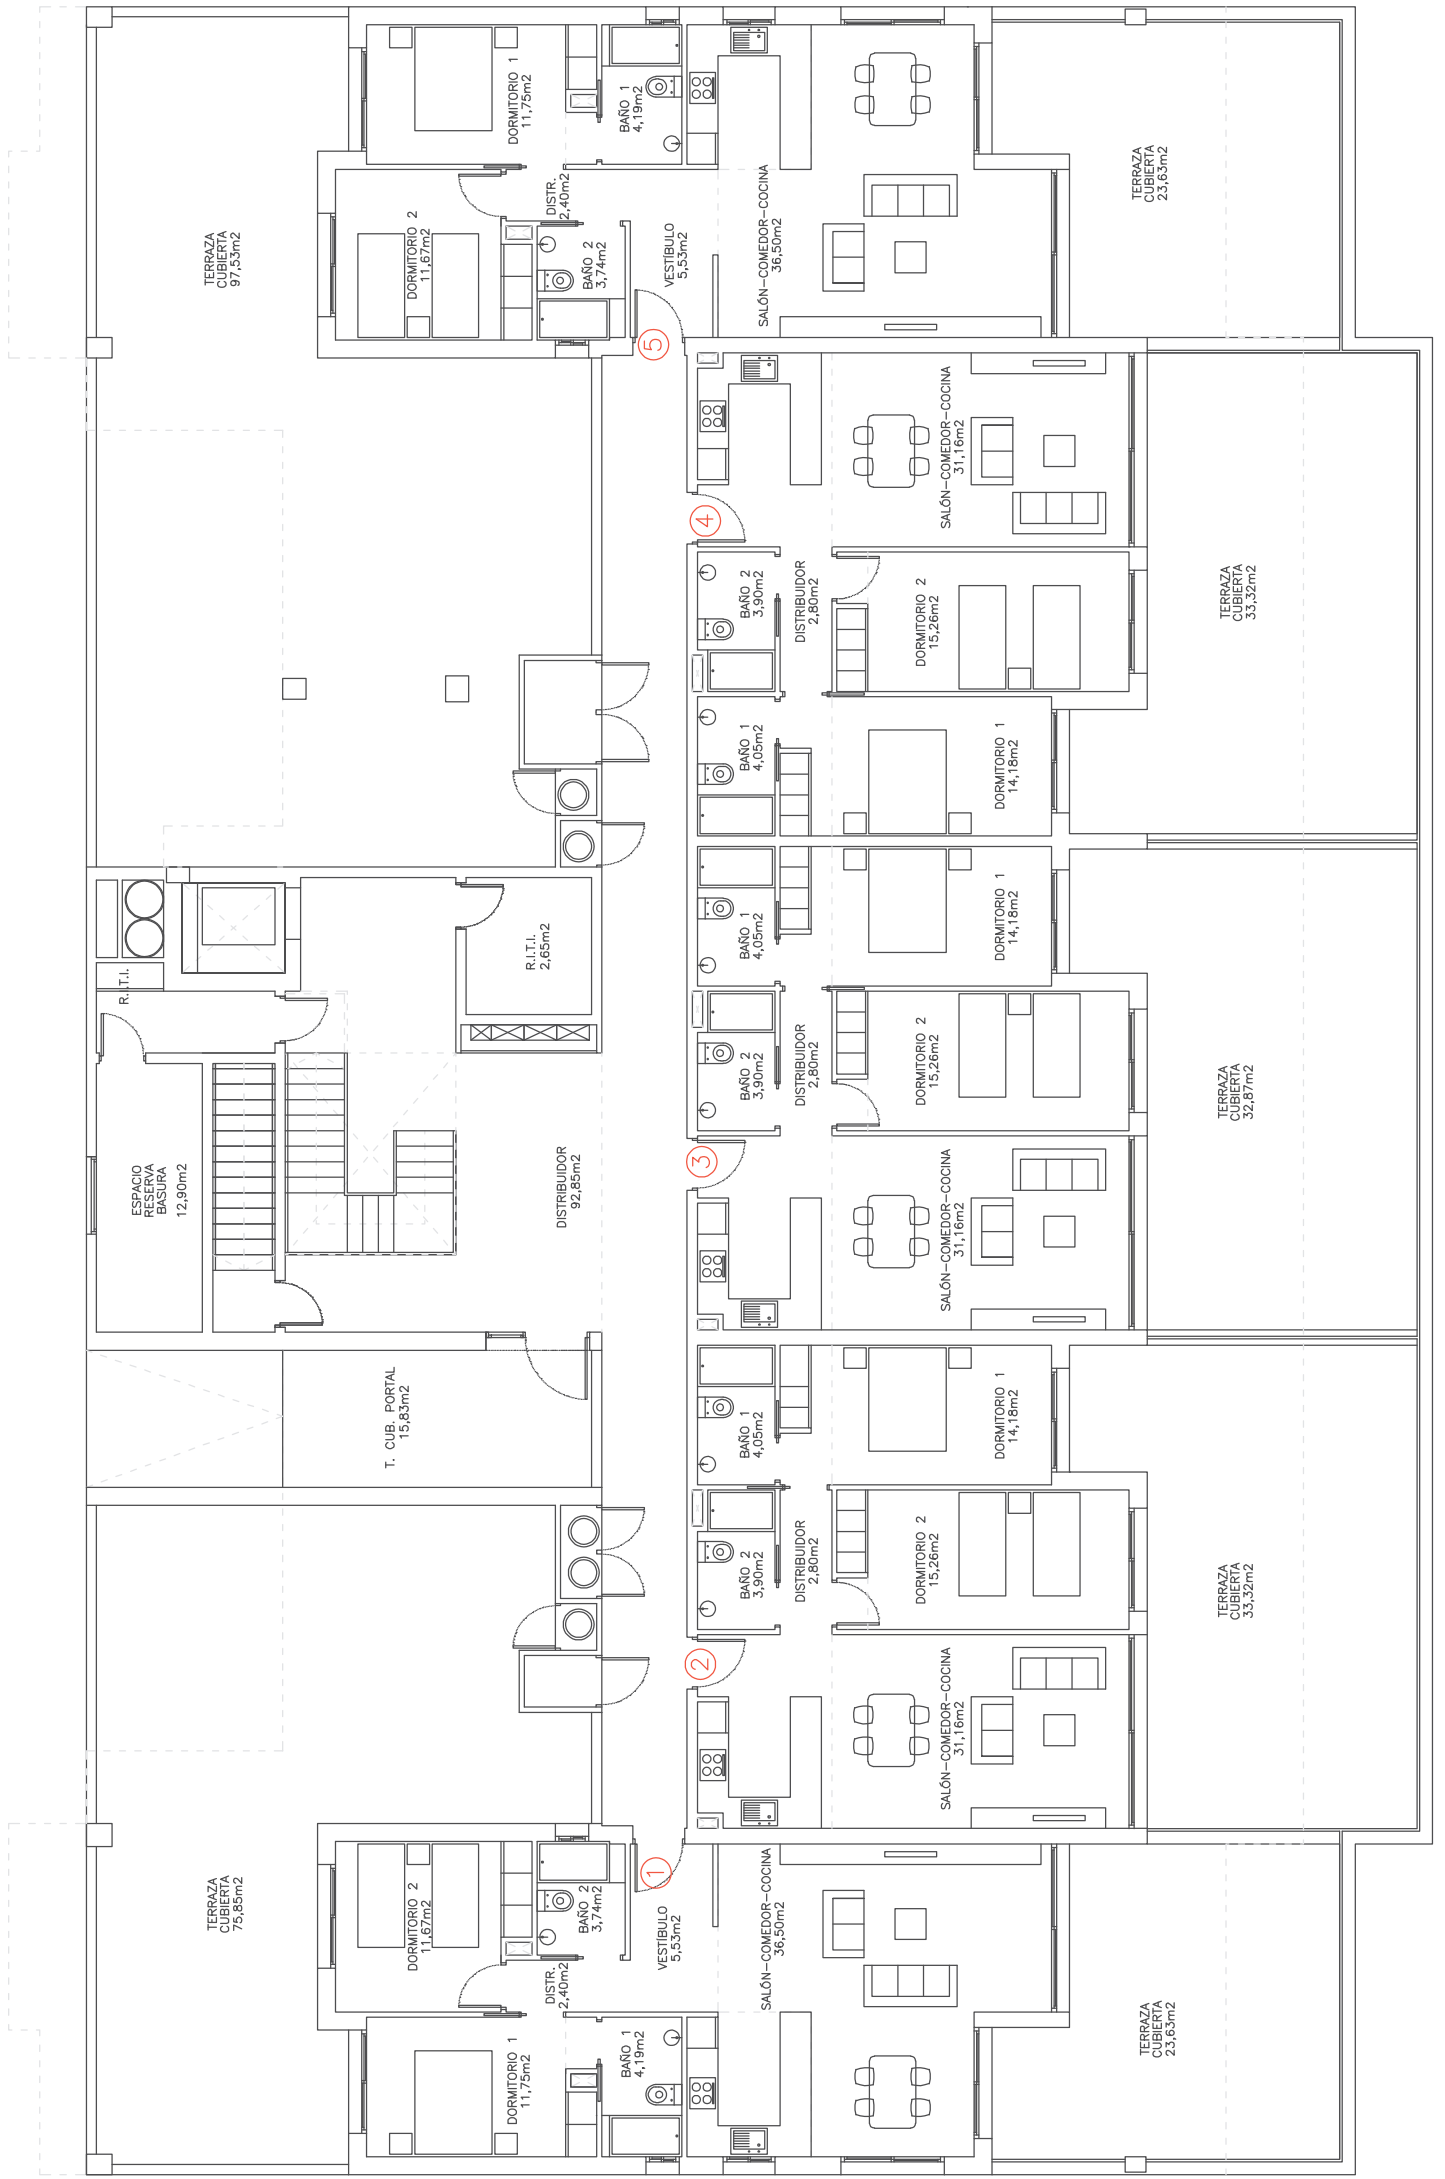 TERRAZA
CUBIERTA
97,53m2
DORMITORIO 1
11,75m2
BAÑO 1
4,19m2
DORMITORIO 2
11,67m2
DISTR.
2,40m2
BAÑO 2
3,74m2
VESTÍBULO
5,53m2
SALÓN-COMEDOR-COCINA
36,50m2
TERRAZA
CUBIERTA
23,63m2
5
SALÓN-COMEDOR-COCINA
31,16m2
4
BAÑO 2
3,90m2
DISTRIBUIDOR
2,80m2
DORMITORIO 2
15,26m2
TERRAZA
CUBIERTA
33,32m2
BAÑO 1
4,05m2
DORMITORIO 1
14,18m2
BAÑO 1
4,05m2
DORMITORIO 1
14,18m2
R.I.T.I.
R.I.T.I.
2,65m2
BAÑO 2
3,90m2
DISTRIBUIDOR
2,80m2
DORMITORIO 2
15,26m2
TERRAZA
CUBIERTA
32,87m2
ESPACIO
RESERVA
BASURA
12,90m2
DISTRIBUIDOR
92,85m2
3
SALÓN-COMEDOR-COCINA
31,16m2
T. CUB. PORTAL
15,83m2
BAÑO 1
4,05m2
DORMITORIO 1
14,18m2
BAÑO 2
3,90m2
DISTRIBUIDOR
2,80m2
DORMITORIO 2
15,26m2
TERRAZA
CUBIERTA
33,32m2
2
SALÓN-COMEDOR-COCINA
31,16m2
1
TERRAZA
CUBIERTA
75,85m2
DORMITORIO 2
11,67m2
BAÑO 2
3,74m2
DISTR.
2,40m2
VESTÍBULO
5,53m2
SALÓN-COMEDOR-COCINA
36,50m2
DORMITORIO 1
11,75m2
BAÑO 1
4,19m2
TERRAZA
CUBIERTA
23,63m2